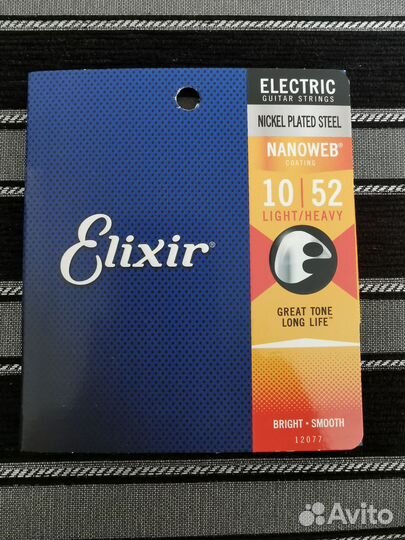 ELECTRIC
GUITAR STRINGS
NICKEL PLATED STEEL
NANOWEB®
COATING
10 | 52
LIGHT/HEAVY
Elixir®
GREAT TONE
LONG LIFE™
BRIGHT • SMOOTH
12077
Avito